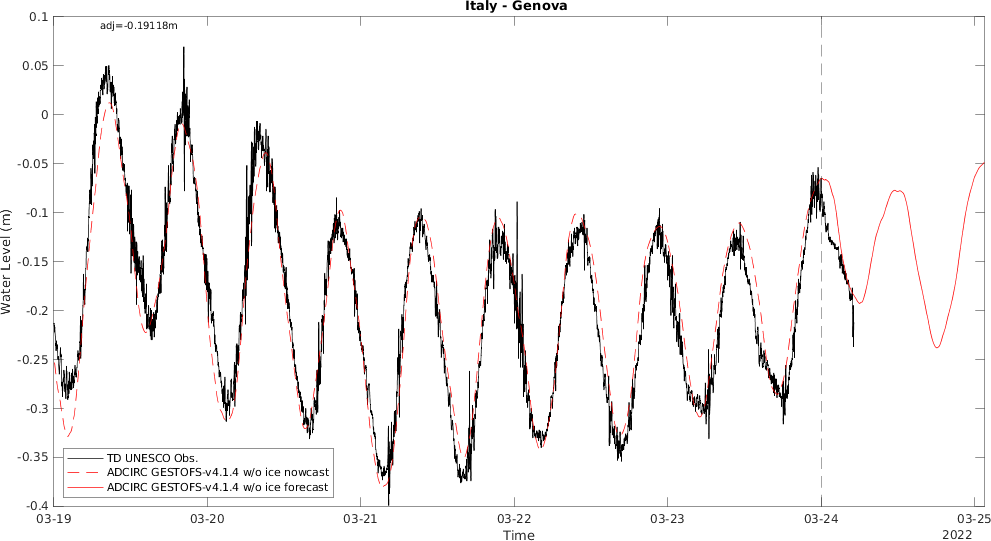 Italy - Genova
adj=-0.19118m
0.1
0.05
0
-0.05
-0.1
-0.15
-0.2
-0.25
-0.3
-0.35
-0.4
Water Level (m)
TD UNESCO Obs.
ADCIRC GESTOFS-v4.1.4 w/o ice nowcast
ADCIRC GESTOFS-v4.1.4 w/o ice forecast
03-19 03-20 03-21 03-22 03-23 03-24 03-25
Time
2022